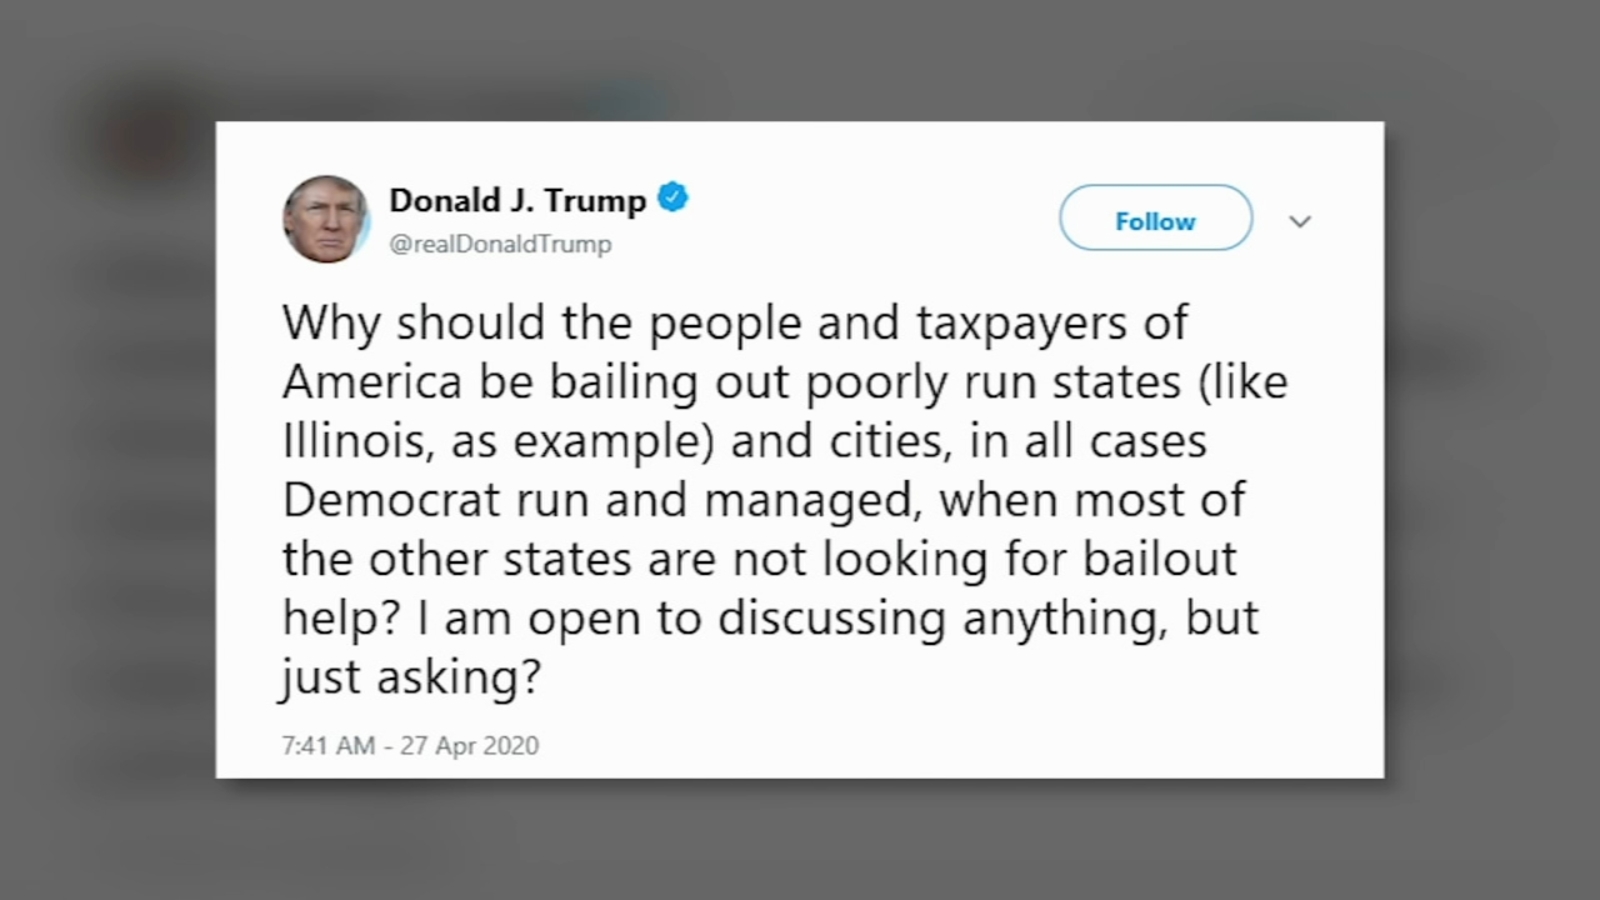 Donald J. Trump
@realDonaldTrump
Follow
Why should the people and taxpayers of
America be bailing out poorly run states (like
Illinois, as example) and cities, in all cases
Democrat run and managed, when most of
the other states are not looking for bailout
help? I am open to discussing anything, but
just asking?
7:41 AM - 27 Apr 2020